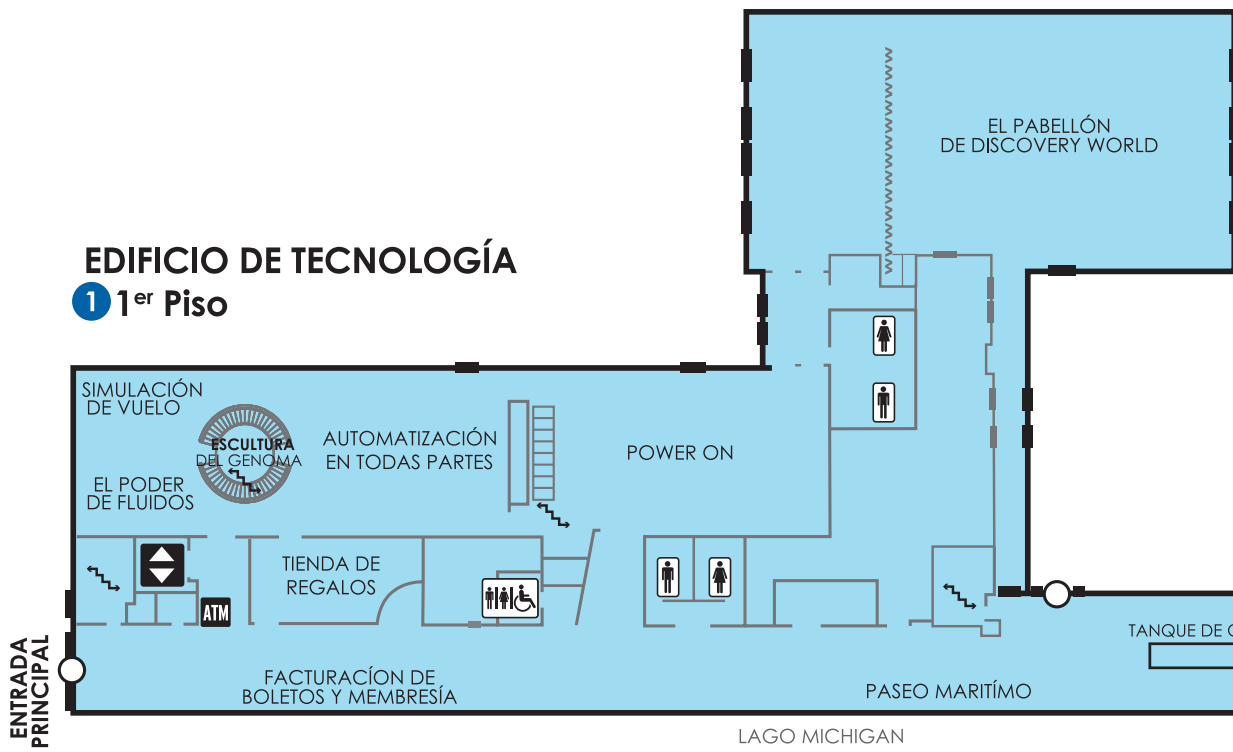 EL PABELLÓN
DE DISCOVERY WORLD
EDIFICIO DE TECNOLOGÍA
1 1er Piso
SIMULACIÓN
DE VUELO
ESCULTURA
DEL GENOMA
AUTOMATIZACIÓN
EN TODAS PARTES
POWER ON
EL PODER
DE FLUIDOS
TIENDA DE
REGALOS
ATM
ENTRADA
PRINCIPAL
FACTURACÍON DE
BOLETOS Y MEMBRESÍA
PASEO MARITÍMO
TANQUE DE
LAGO MICHIGAN